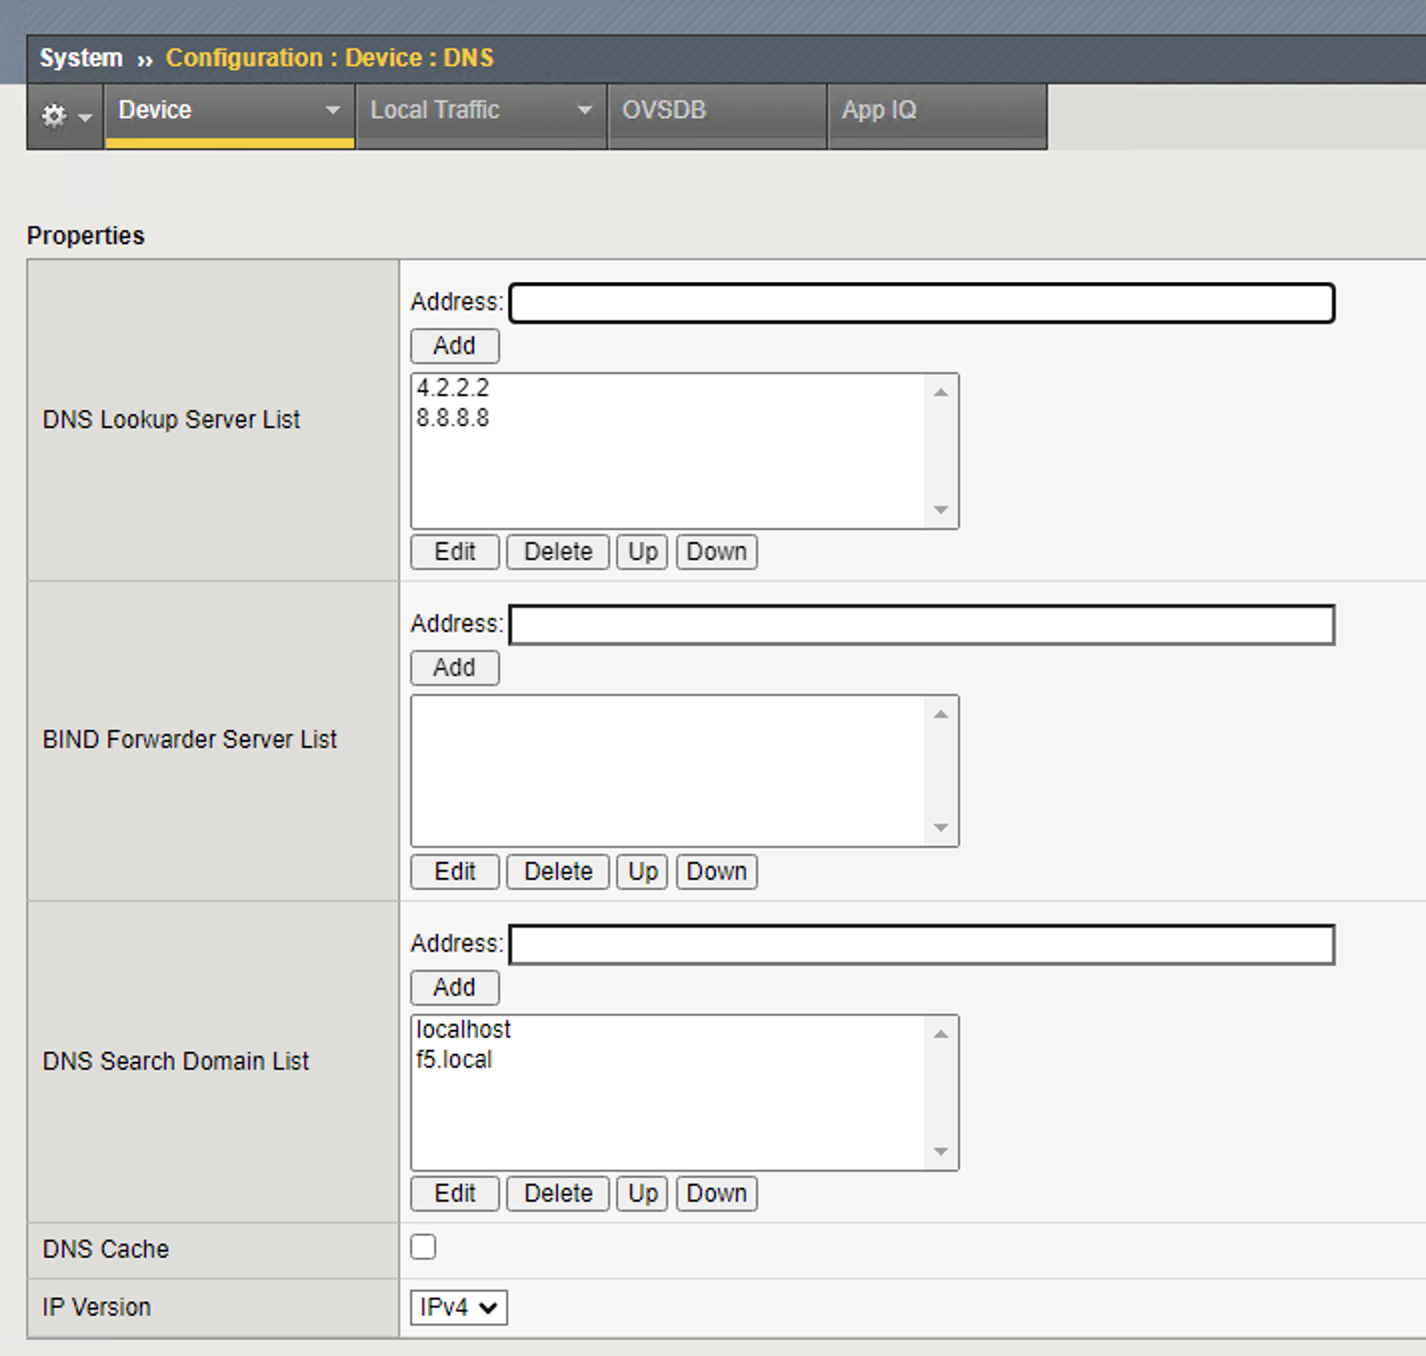 System ›› Configuration : Device : DNS
Device Local Traffic OVSDB App IQ
Properties
DNS Lookup Server List
Address:
Add
4.2.2.2
8.8.8.8
Edit Delete Up Down
BIND Forwarder Server List
Address:
Add
Edit Delete Up Down
DNS Search Domain List
Address:
Add
localhost
f5.local
Edit Delete Up Down
DNS Cache
IP Version IPv4